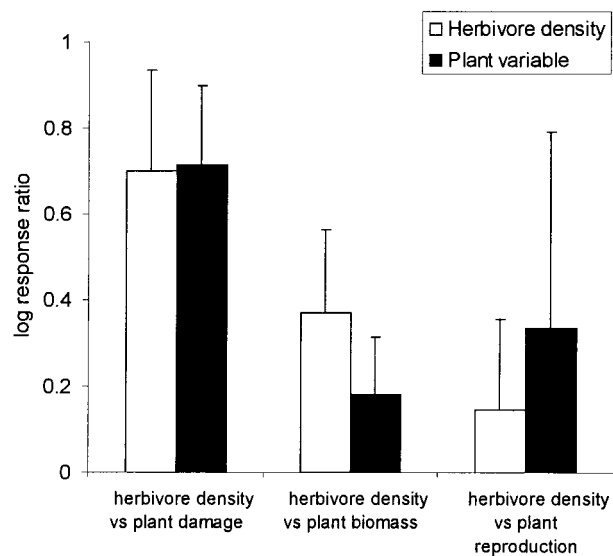 Herbivore density
Plant variable
1
0.8
0.6
0.4
0.2
0
log response ratio
herbivore density
vs plant damage
herbivore density
vs plant biomass
herbivore density
vs plant
reproduction